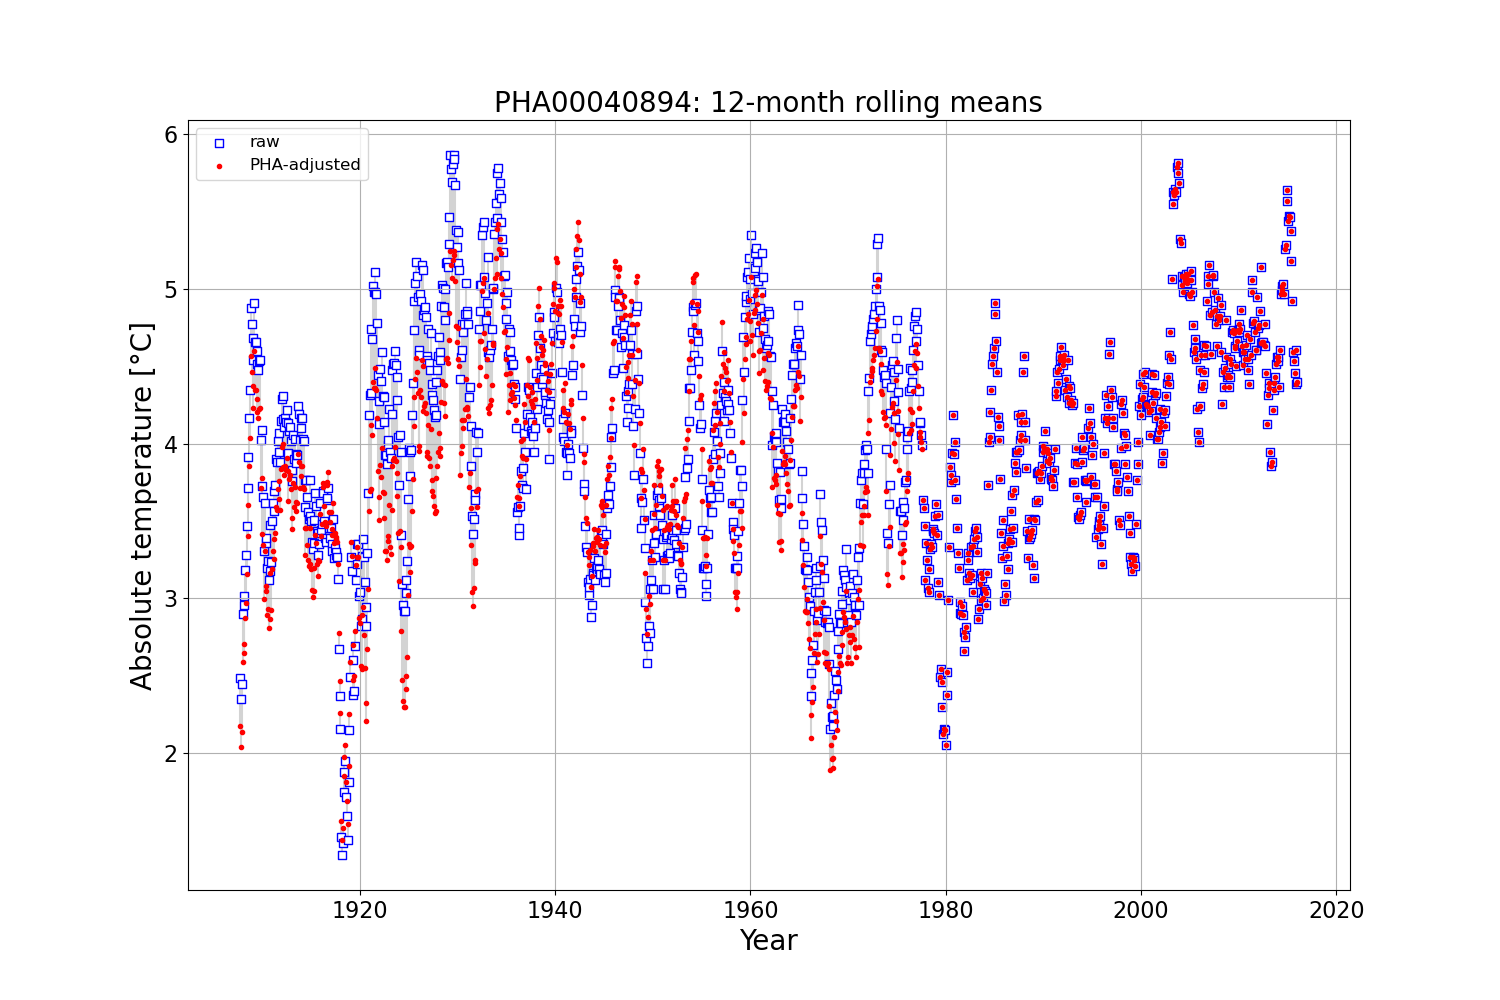 PHA00040894: 12-month rolling means
raw
PHA-adjusted
6
5
4
3
2
Absolute temperature [°C]
1920
1940
1960
1980
2000
2020
Year